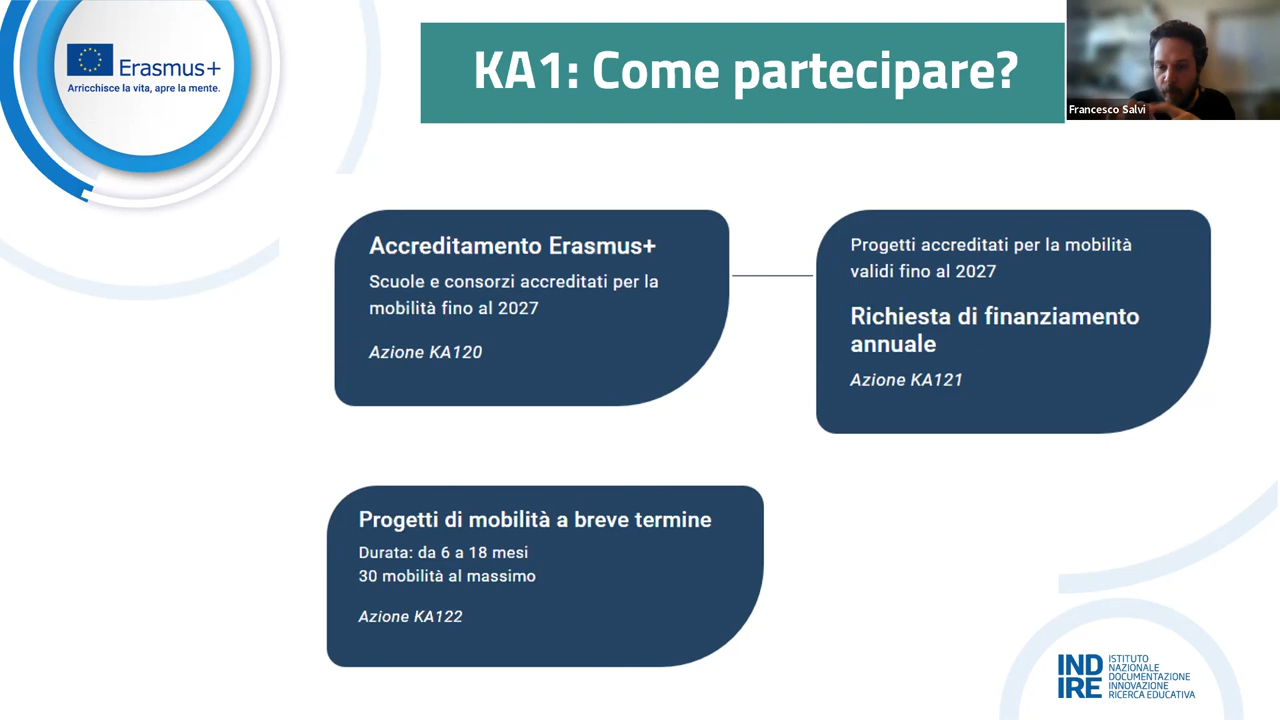 Erasmus+
Arricchisce la vita, apre la mente.
KA1: Come partecipare?
Francesco Salvi
Accreditamento Erasmus+
Scuole e consorzi accreditati per la
mobilità fino al 2027
Azione KA120
Progetti accreditati per la mobilità
validi fino al 2027
Richiesta di finanziamento
annuale
Azione KA121
Progetti di mobilità a breve termine
Durata: da 6 a 18 mesi
30 mobilità al massimo
Azione KA122
IND
IRE
ISTITUTO
NAZIONALE
DOCUMENTAZIONE
INNOVAZIONE
RICERCA EDUCATIVA